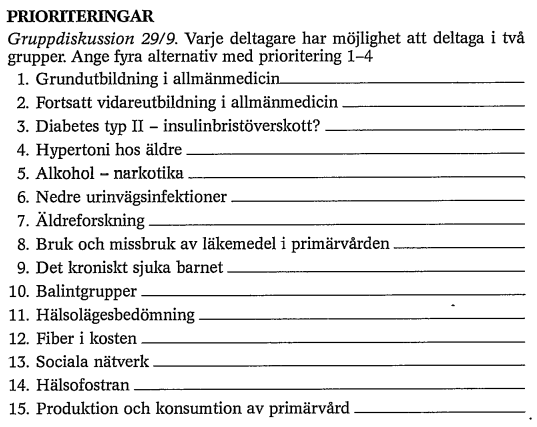 PRIORITERINGAR
Gruppdiskussion 29/9. Varje deltagare har möjlighet att deltaga i två
grupper. Ange fyra alternativ med prioritering 1–4
1. Grundutbildning i allmänmedicin
2. Fortsatt vidareutbildning i allmänmedicin
3. Diabetes typ II – insulinbristöverskott?
4. Hypertoni hos äldre
5. Alkohol – narkotika
6. Nedre urinvägsinfektioner
7. Äldreforskning
8. Bruk och missbruk av läkemedel i primärvården
9. Det kroniskt sjuka barnet
10. Balintgrupper
11. Hälsolägesbedömning
12. Fiber i kosten
13. Sociala nätverk
14. Hälsofostran
15. Produktion och konsumtion av primärvård